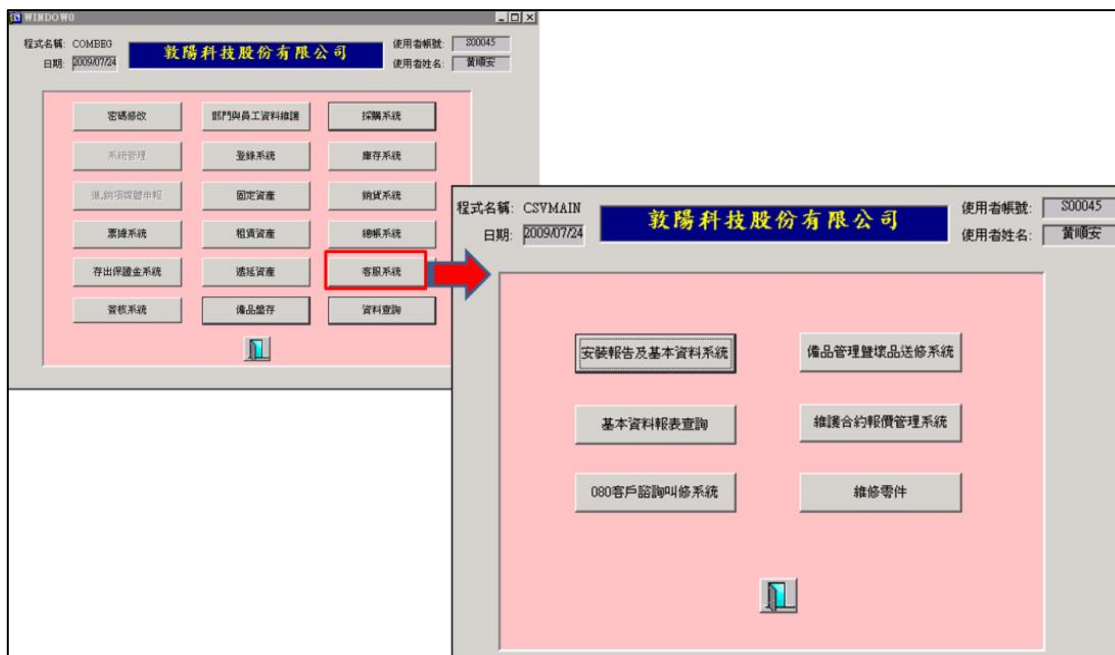 WINDOW0
程式名稱: COMBEG
敦陽科技股份有限公司
使用者帳號: S00045
日期: 2009/07/24
使用者姓名: 黃順安
密碼修改
部門與員工資料維護
採購系統
系統管理
登錄系統
庫存系統
進,銷項媒體申報
固定資產
銷貨系統
票據系統
租賃資產
總帳系統
存出保證金系統
遞延資產
客服系統
簽核系統
備品盤存
資料查詢
程式名稱: CSVMAIN
敦陽科技股份有限公司
使用者帳號: S00045
日期: 2009/07/24
使用者姓名: 黃順安
安裝報告及基本資料系統
備品管理暨壞品送修系統
基本資料報表查詢
維護合約報價管理系統
080客戶諮詢叫修系統
維修零件